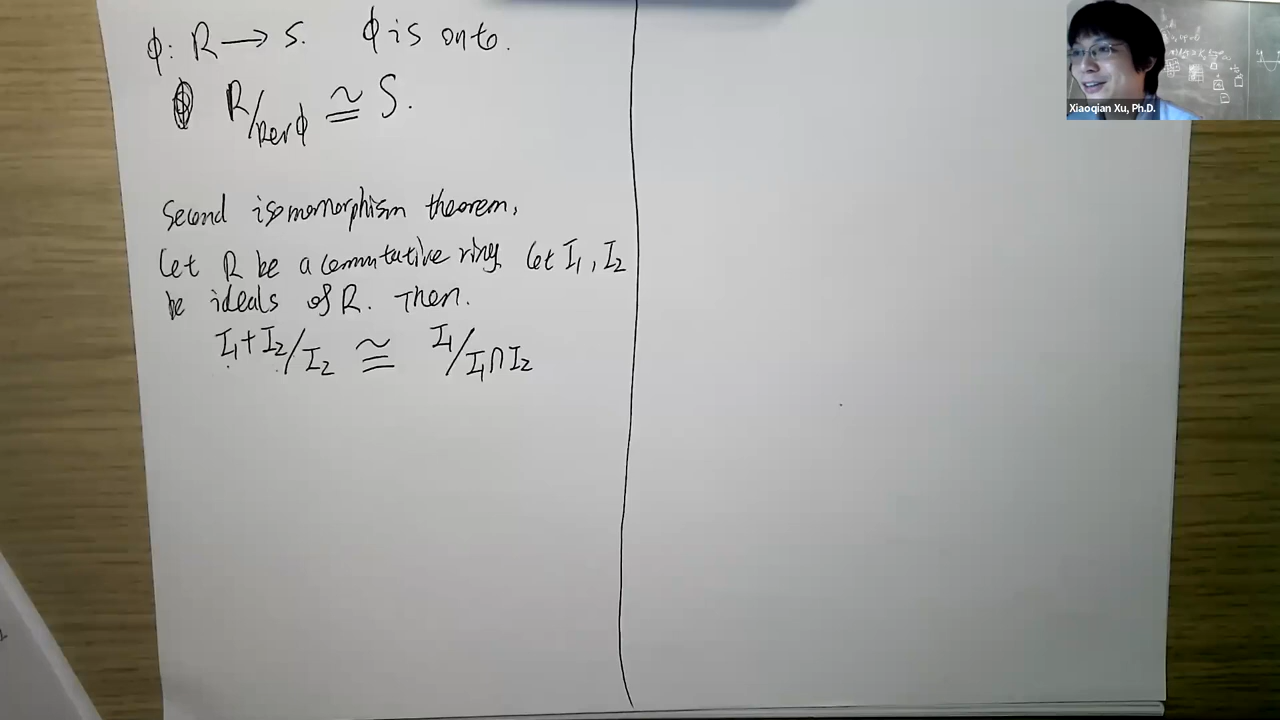 ϕ: R → S. ϕ is onto.
R/kerϕ ≅ S.
Second isomomorphism theorem,
Let R be a commutative ring. Let I₁, I₂
be ideals of R. Then.
I₁+I₂/I₂ ≅ I₁/I₁∩I₂
Xiaoqian Xu, Ph.D.